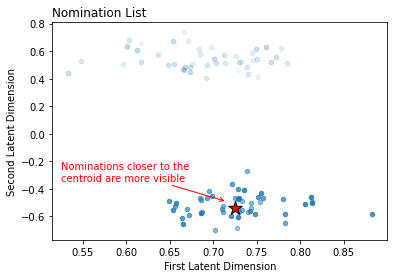 Nomination List
Second Latent Dimension
0.8
0.6
0.4
0.2
0.0
−0.2
−0.4
−0.6
Nominations closer to the
centroid are more visible
0.55 0.60 0.65 0.70 0.75 0.80 0.85
First Latent Dimension